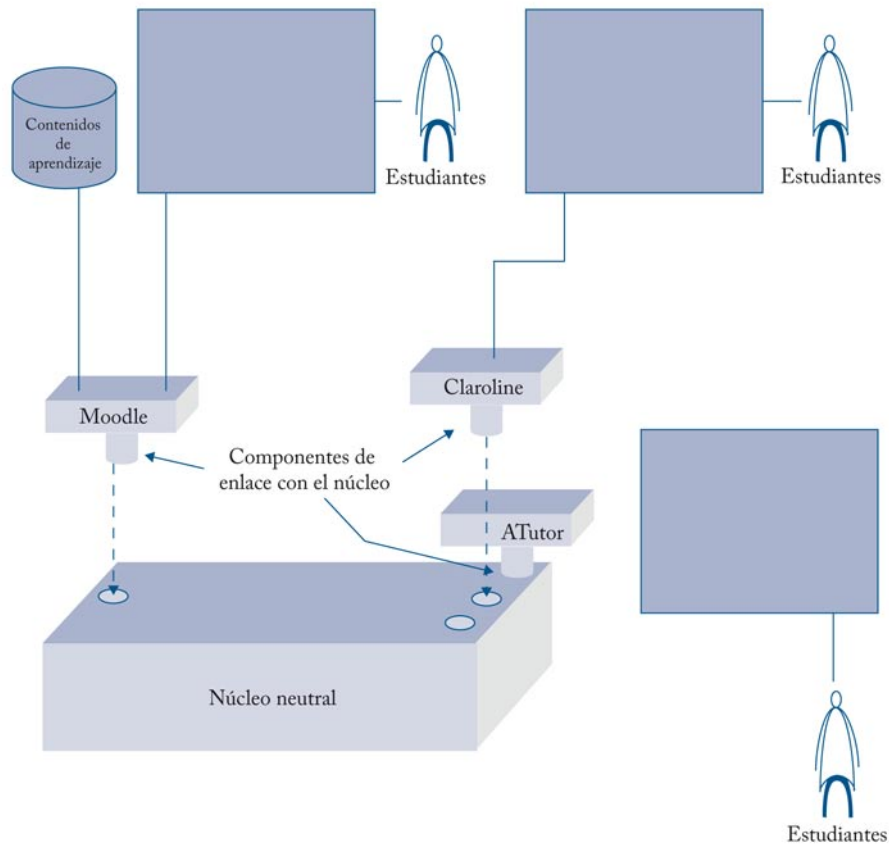 Contenidos
de
aprendizaje
Estudiantes
Estudiantes
Moodle
Claroline
Componentes de
enlace con el núcleo
ATutor
Núcleo neutral
Estudiantes